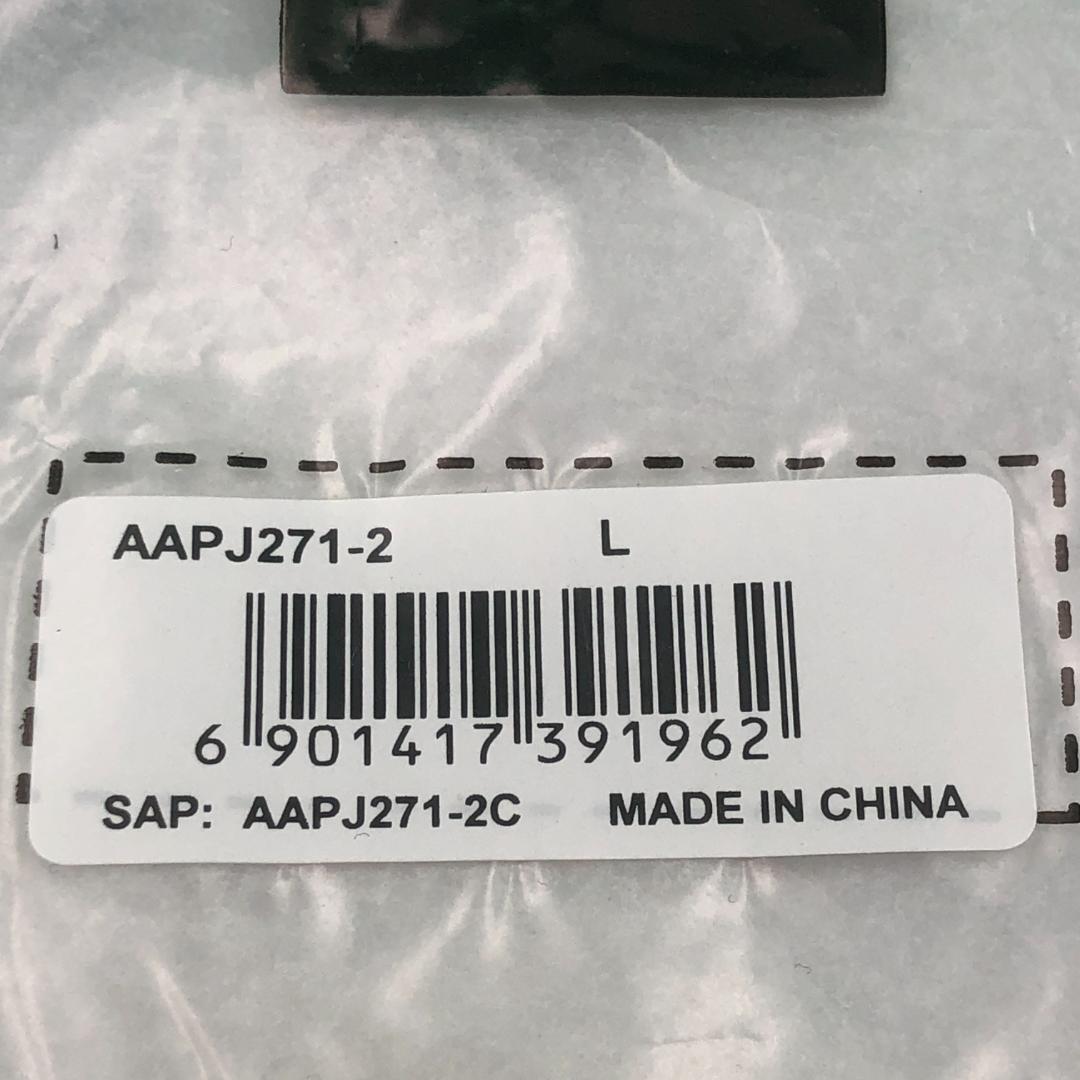 AAPJ271-2 L
6 901417 391962
SAP: AAPJ271-2C MADE IN CHINA